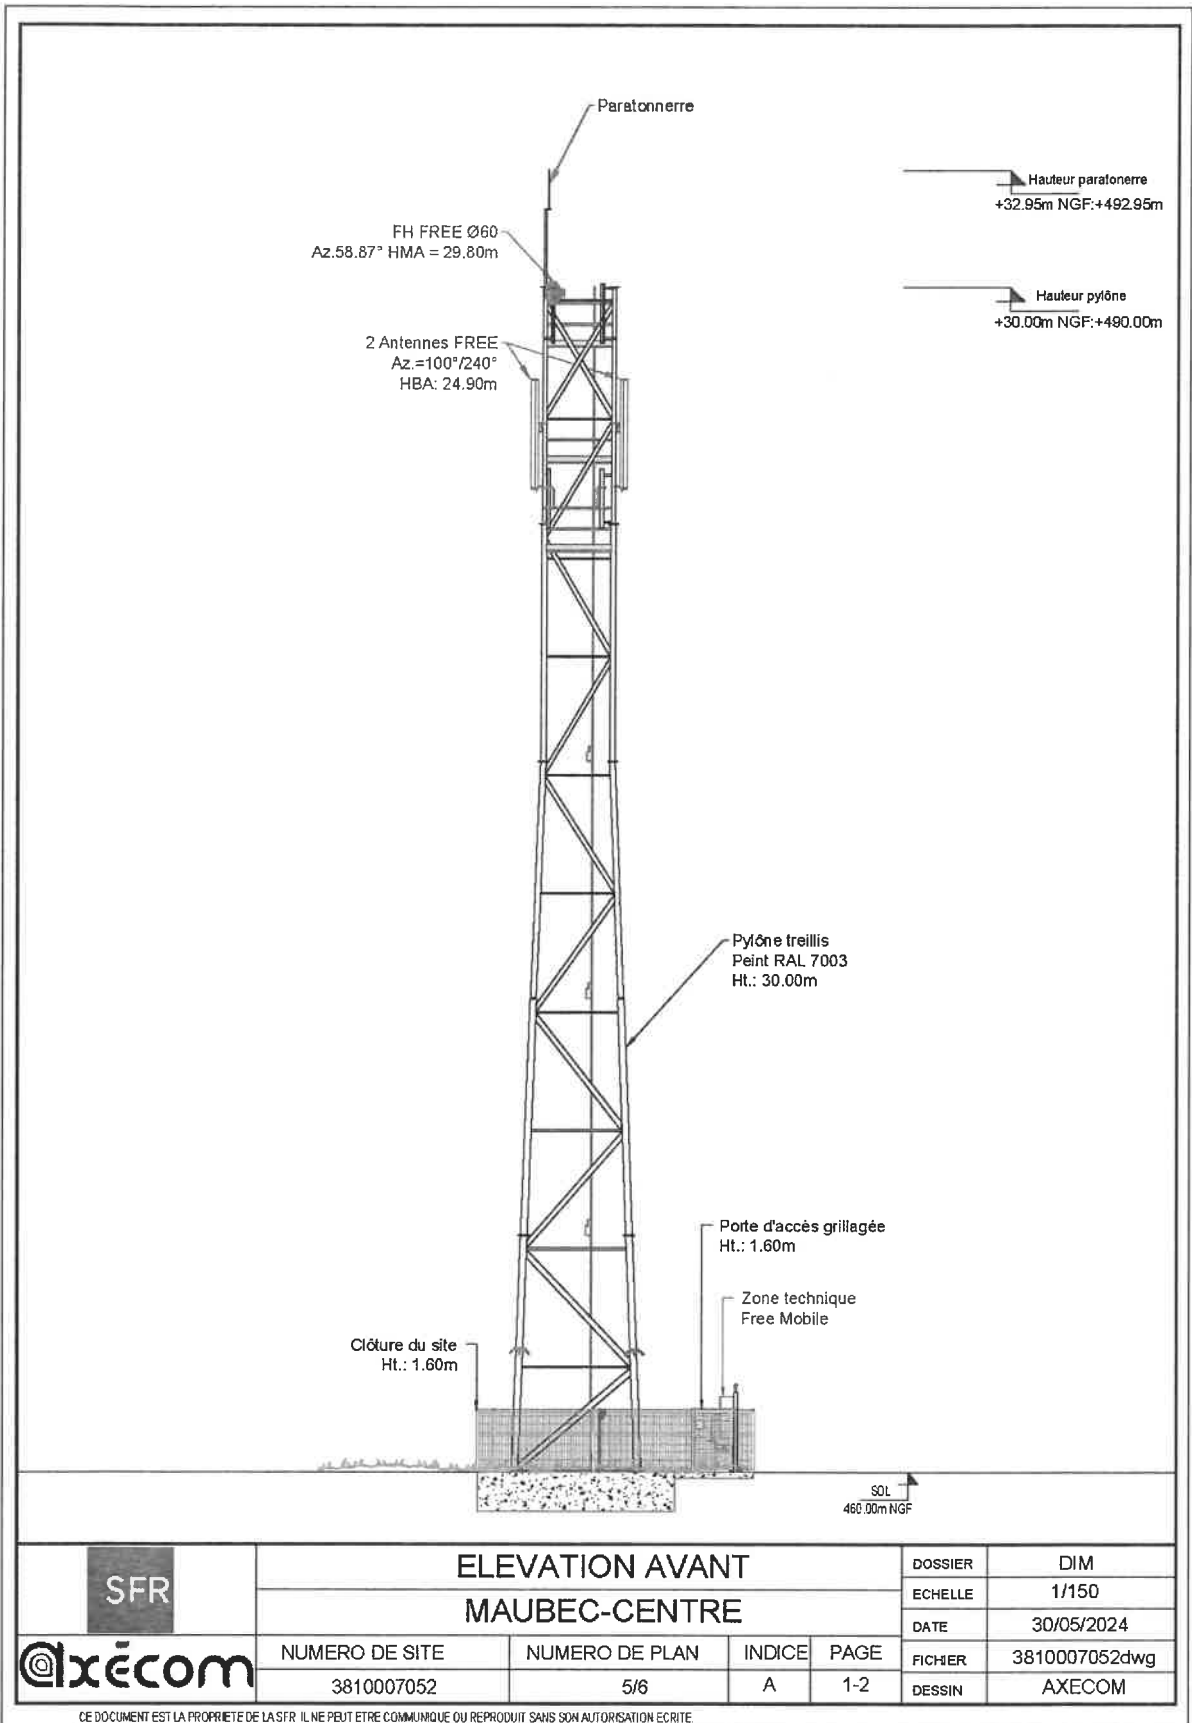 Paratonnerre
Hauteur paratonerre
+32.95m NGF:+492.95m
FH FREE Ø60
Az.58.87° HMA = 29.80m
Hauteur pylône
+30.00m NGF:+490.00m
2 Antennes FREE
Az.=100°/240°
HBA: 24.90m
Pylône treillis
Peint RAL 7003
Ht.: 30.00m
Porte d'accès grillagée
Ht.: 1.60m
Zone technique
Free Mobile
Clôture du site
Ht.: 1.60m
SOL
460.00m NGF
SFR
axécom
ELEVATION AVANT
MAUBEC-CENTRE
NUMERO DE SITE
NUMERO DE PLAN
INDICE
PAGE
3810007052
5/6
A
1-2
DOSSIER
DIM
ECHELLE
1/150
DATE
30/05/2024
FICHIER
3810007052dwg
DESSIN
AXECOM
CE DOCUMENT EST LA PROPRIETE DE LA SFR IL NE PEUT ETRE COMMUNIQUE OU REPRODUIT SANS SON AUTORISATION ECRITE.